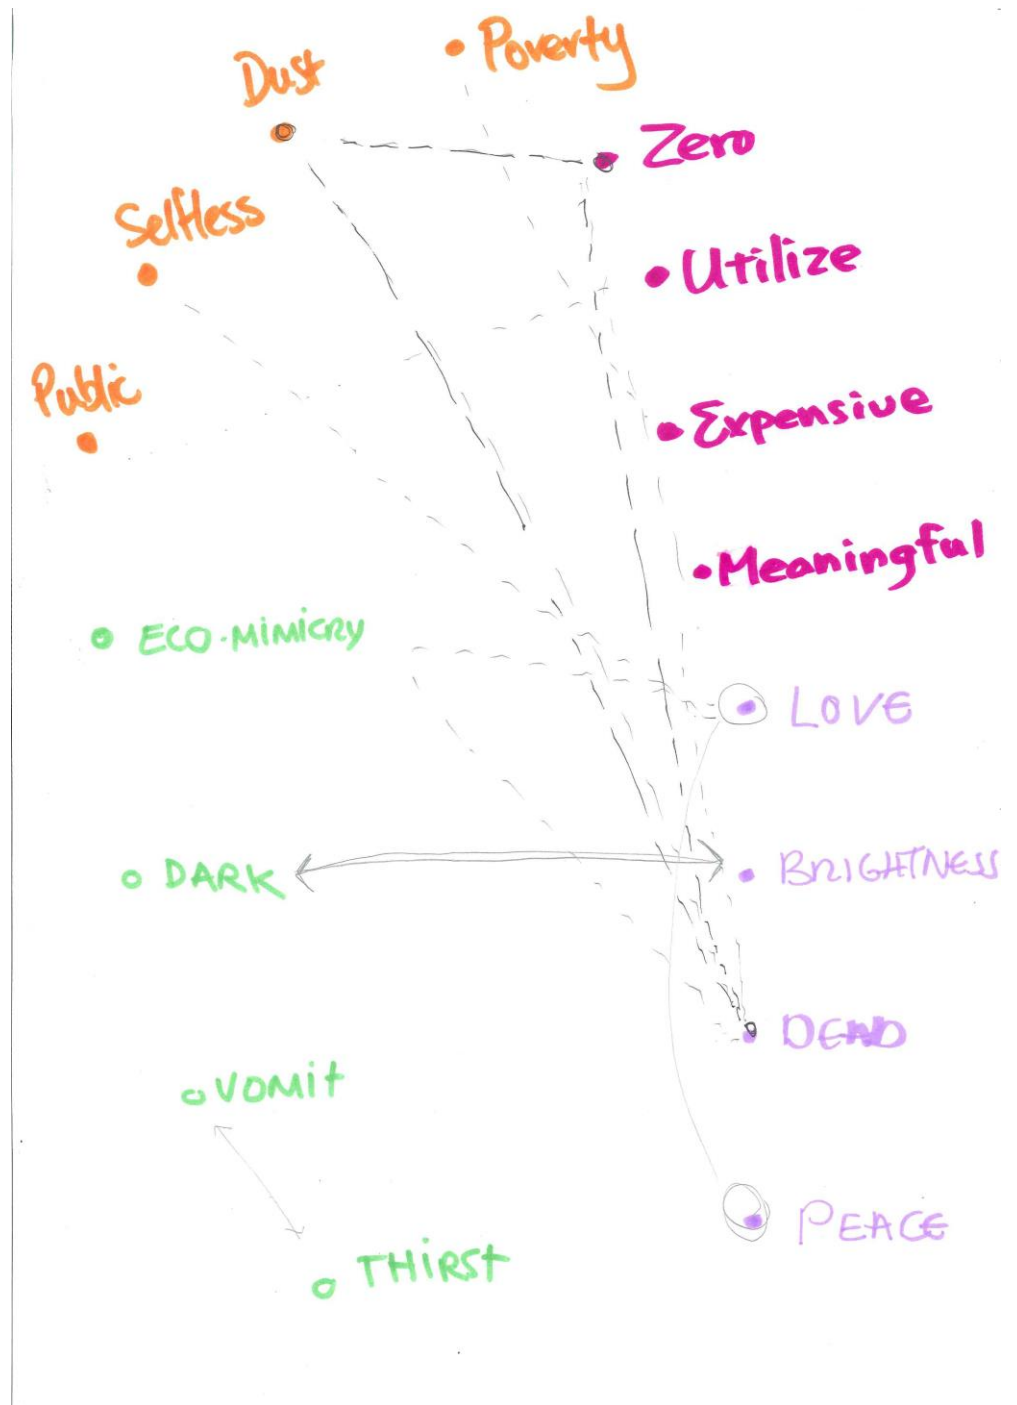 Poverty
Dust
Zero
Selfless
Utilize
Public
Expensive
Meaningful
ECO-MIMICRY
LOVE
DARK
BRIGHTNESS
DEAD
VOMIT
PEACE
THIRST